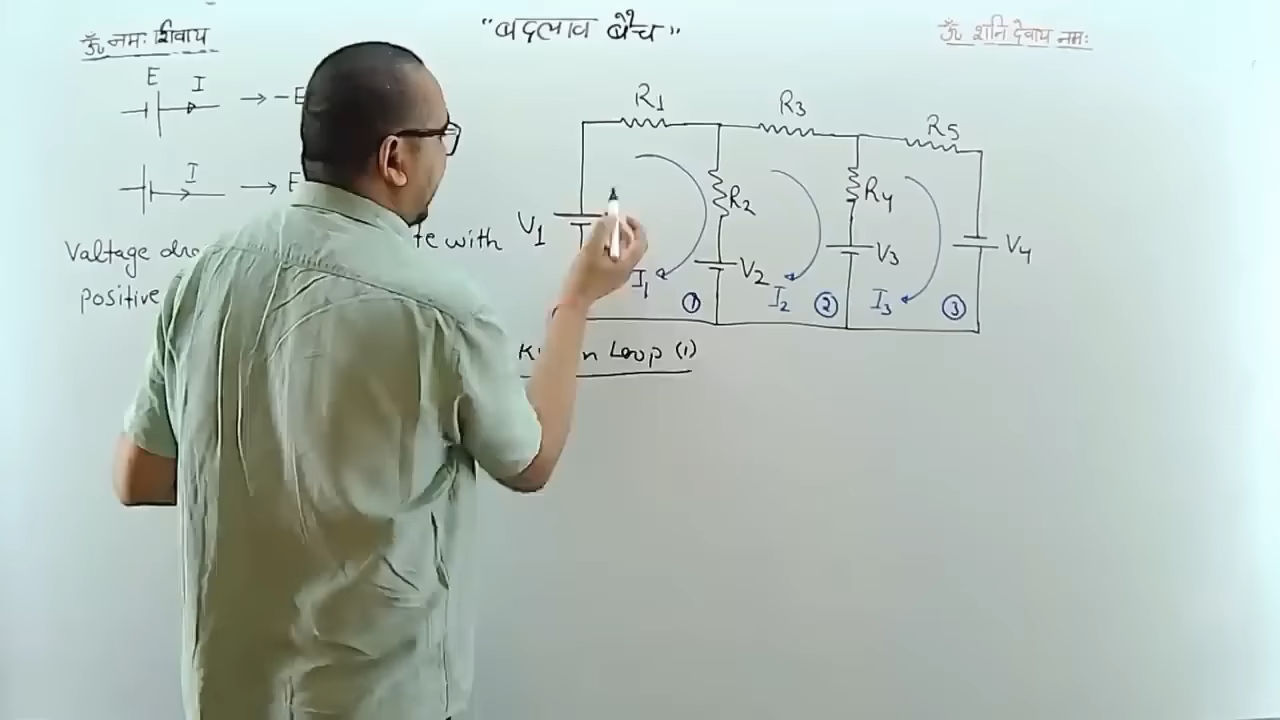 ॐ नमः शिवाय
"बदलाव बैच"
ॐ शनि देवाय नमः
E I → - E
I → E
Valtage
te with
positive
R1 R3 R5
R2 R4
V1 V2 V3 V4
I1 I2 I3
① ② ③
n Loop (1)